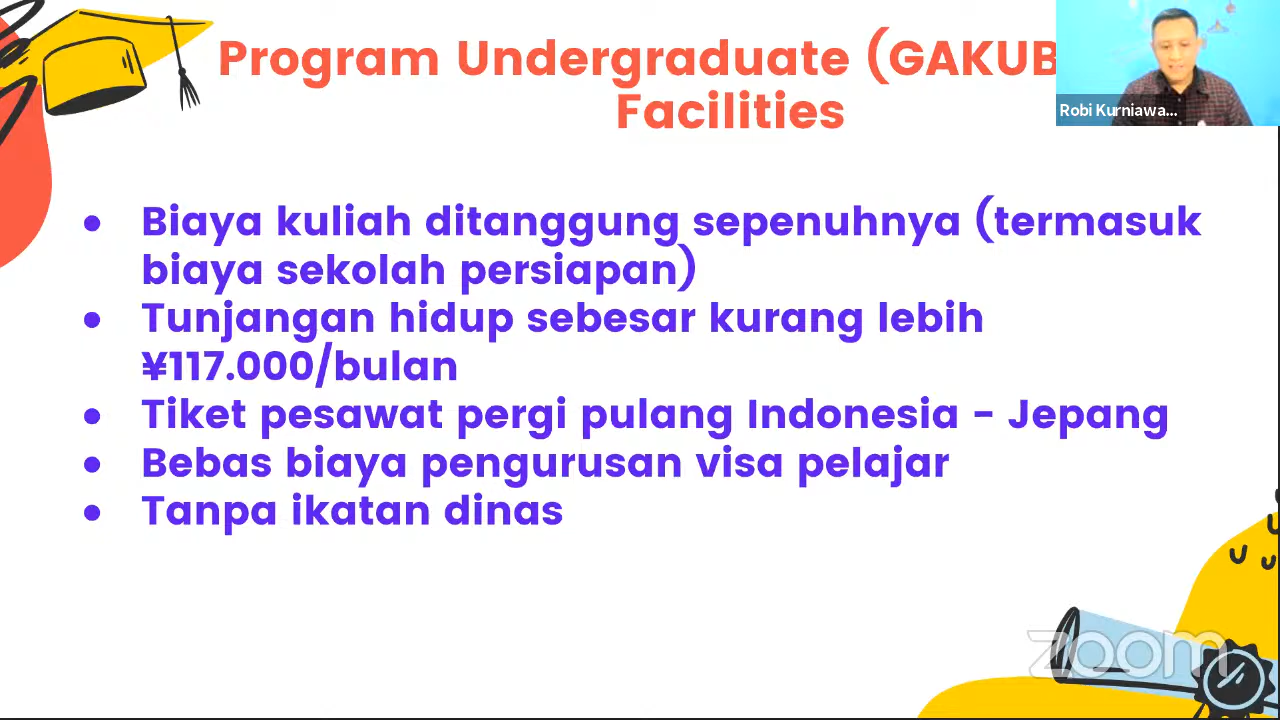 Program Undergraduate (GAKUB
Facilities
Robi Kurniawa...
● Biaya kuliah ditanggung sepenuhnya (termasuk
biaya sekolah persiapan)
● Tunjangan hidup sebesar kurang lebih
¥117.000/bulan
● Tiket pesawat pergi pulang Indonesia - Jepang
● Bebas biaya pengurusan visa pelajar
● Tanpa ikatan dinas
zoom